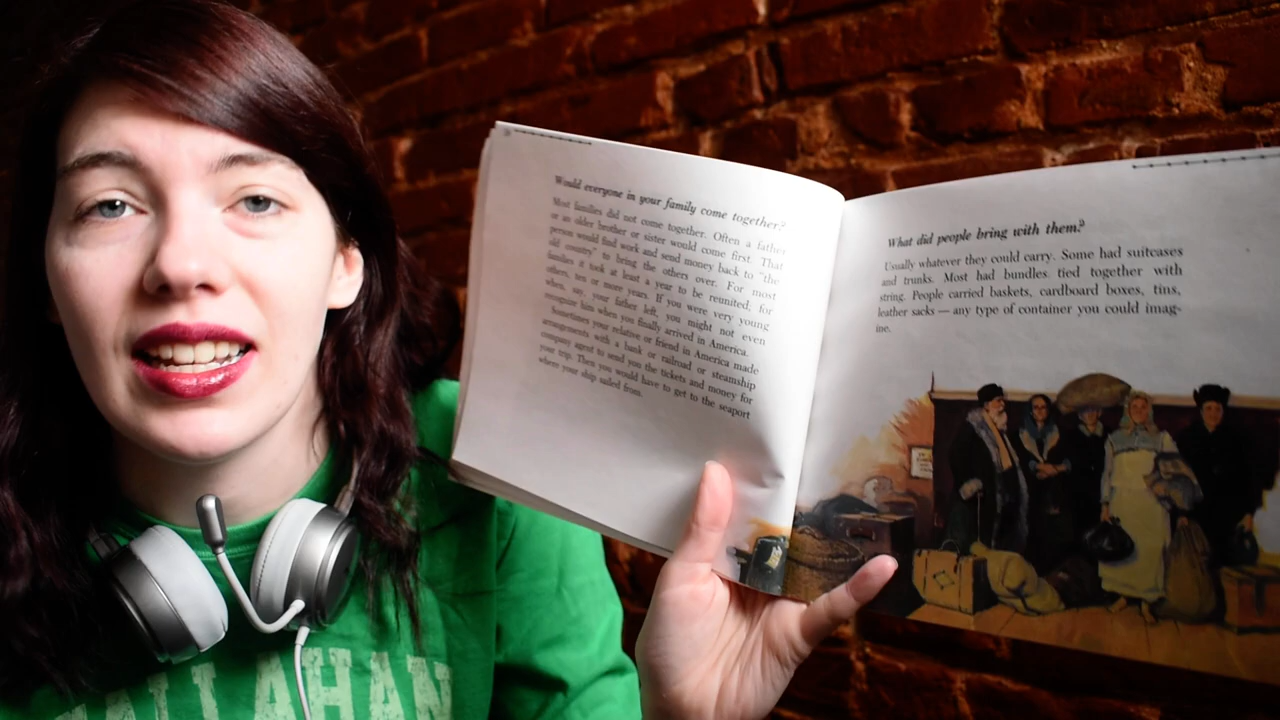 Would everyone in your family come together?
Most families did not come together. Often a father
or an older brother or sister would come first. That
person would find work and send money back to "the
old country" to bring the others over. For most
families it took at least a year to be reunited; for
others, ten or more years. If you were very young
when, say, your father left, you might not even
recognize him when you finally arrived in America.
Sometimes your relative or friend in America made
arrangements with a bank or railroad or steamship
company agent to send you the tickets and money for
your trip. Then you would have to get to the seaport
where your ship sailed from.
What did people bring with them?
Usually whatever they could carry. Some had suitcases
and trunks. Most had bundles tied together with
string. People carried baskets, cardboard boxes, tins,
leather sacks — any type of container you could imag-
ine.
CALLAHAN